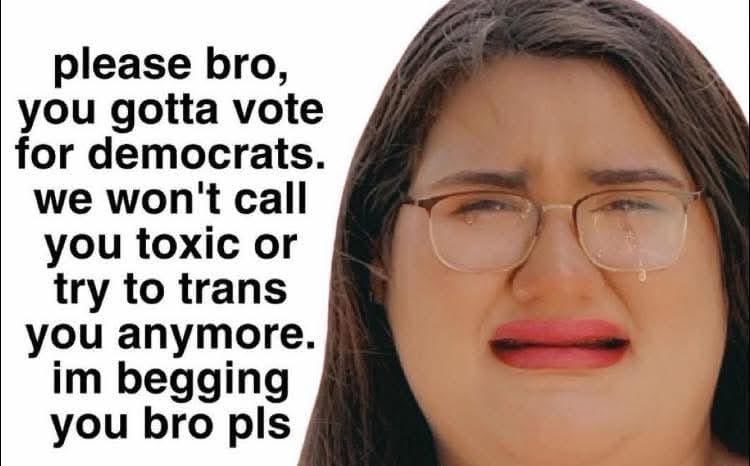 please bro,
you gotta vote
for democrats.
we won't call
you toxic or
try to trans
you anymore.
im begging
you bro pls